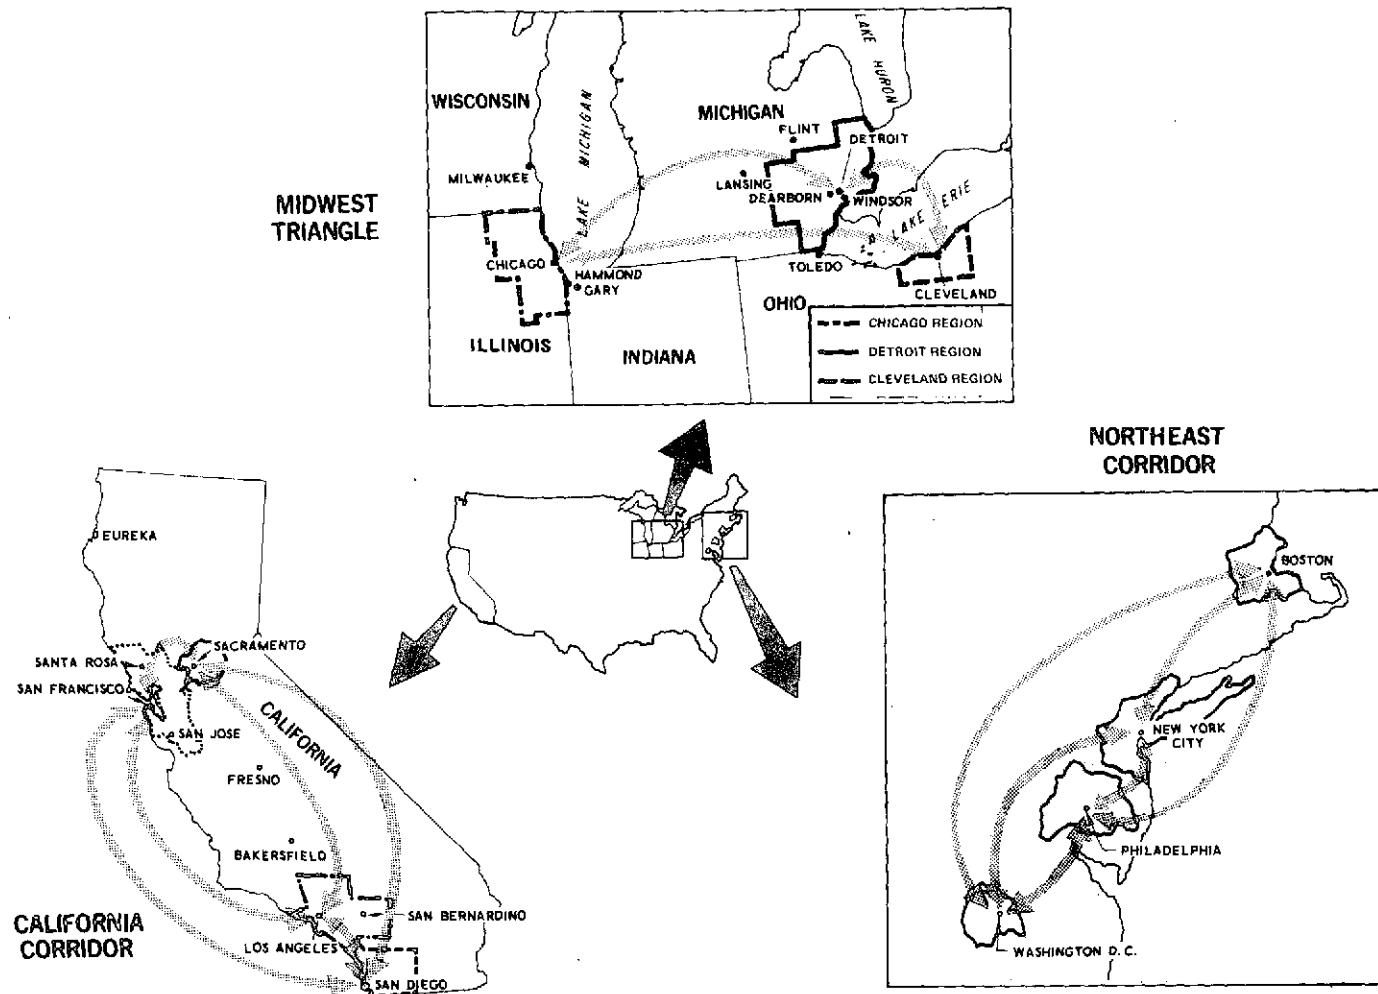 MIDWEST
TRIANGLE
WISCONSIN
MICHIGAN
LAKE MICHIGAN
LAKE HURON
FLINT
DETROIT
MILWAUKEE
LANSING
DEARBORN
WINDSOR
LAKE ERIE
CHICAGO
HAMMOND
GARY
TOLEDO
CLEVELAND
OHIO
ILLINOIS
INDIANA
CHICAGO REGION
DETROIT REGION
CLEVELAND REGION
NORTHEAST
CORRIDOR
BOSTON
NEW YORK
CITY
PHILADELPHIA
WASHINGTON D.C.
EUREKA
SACRAMENTO
SANTA ROSA
SAN FRANCISCO
SAN JOSE
CALIFORNIA
FRESNO
BAKERSFIELD
SAN BERNARDINO
LOS ANGELES
SAN DIEGO
CALIFORNIA
CORRIDOR